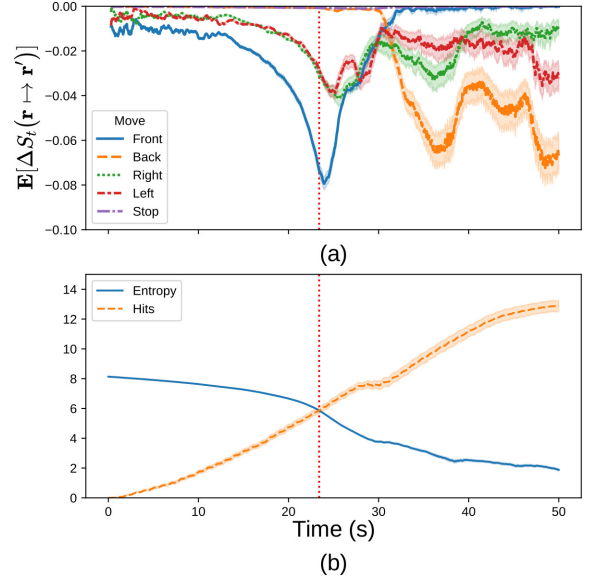 E[ΔS_t(r ↦ r′)]
0.00
−0.02
−0.04
−0.06
−0.08
−0.10
Move
Front
Back
Right
Left
Stop
(a)
14
12
10
8
6
4
2
0
Entropy
Hits
0 10 20 30 40 50
Time (s)
(b)